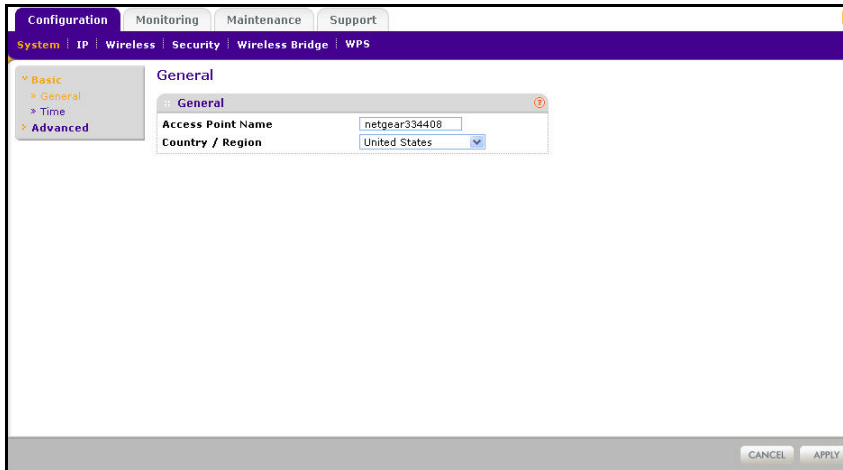 Configuration Monitoring Maintenance Support
System IP Wireless Security Wireless Bridge WPS
Basic
General
Time
Advanced
General
General
Access Point Name netgear334408
Country / Region United States
CANCEL APPLY